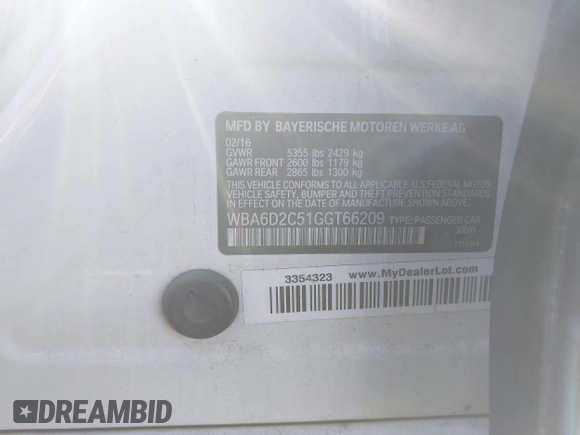 MFD BY BAYERISCHE MOTOREN WERKE AG
02/16
GVWR 5355 lbs 2429 kg
GAWR FRONT 2600 lbs 1179 kg
GAWR REAR 2865 lbs 1300 kg
THIS VEHICLE CONFORMS TO ALL APPLICABLE U.S. FEDERAL MOTOR
VEHICLE SAFETY, BUMPER, AND THEFT PREVENTION STANDARDS
IN EFFECT ON THE DATE OF MANUFACTURE SHOWN ABOVE.
WBA6D2C51GGT66209 TYPE: PASSENGER CAR
3354323 www.MyDealerLot.com
DREAMBID